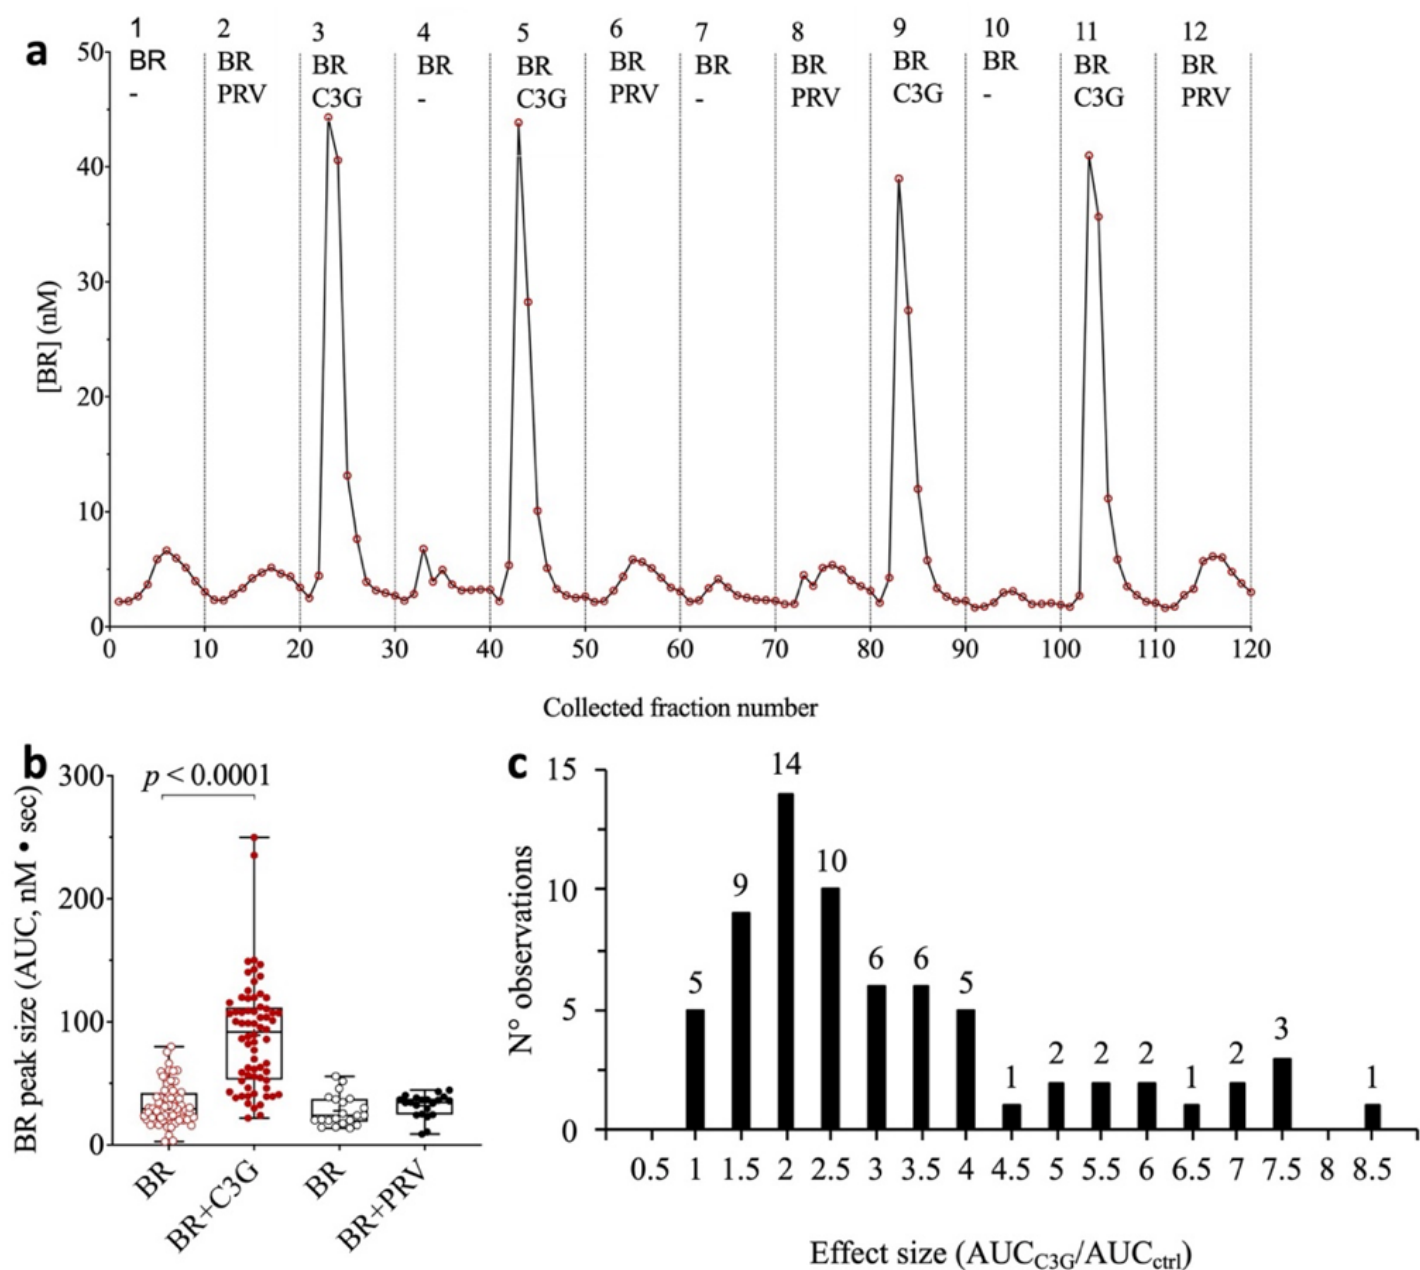 a
1 2 3 4 5 6 7 8 9 10 11 12
BR BR BR BR BR BR BR BR BR BR BR BR
- PRV C3G - C3G PRV - PRV C3G - C3G PRV
50
40
30
20
10
0
[BR] (nM)
0 10 20 30 40 50 60 70 80 90 100 110 120
Collected fraction number
b
300
200
100
0
BR peak size (AUC, nM • sec)
p < 0.0001
BR BR+C3G BR BR+PRV
c
15
10
5
0
N° observations
5 9 14 10 6 6 5 1 2 2 2 1 2 3 1
0.5 1 1.5 2 2.5 3 3.5 4 4.5 5 5.5 6 6.5 7 7.5 8 8.5
Effect size (AUCC3G/AUCctrl)